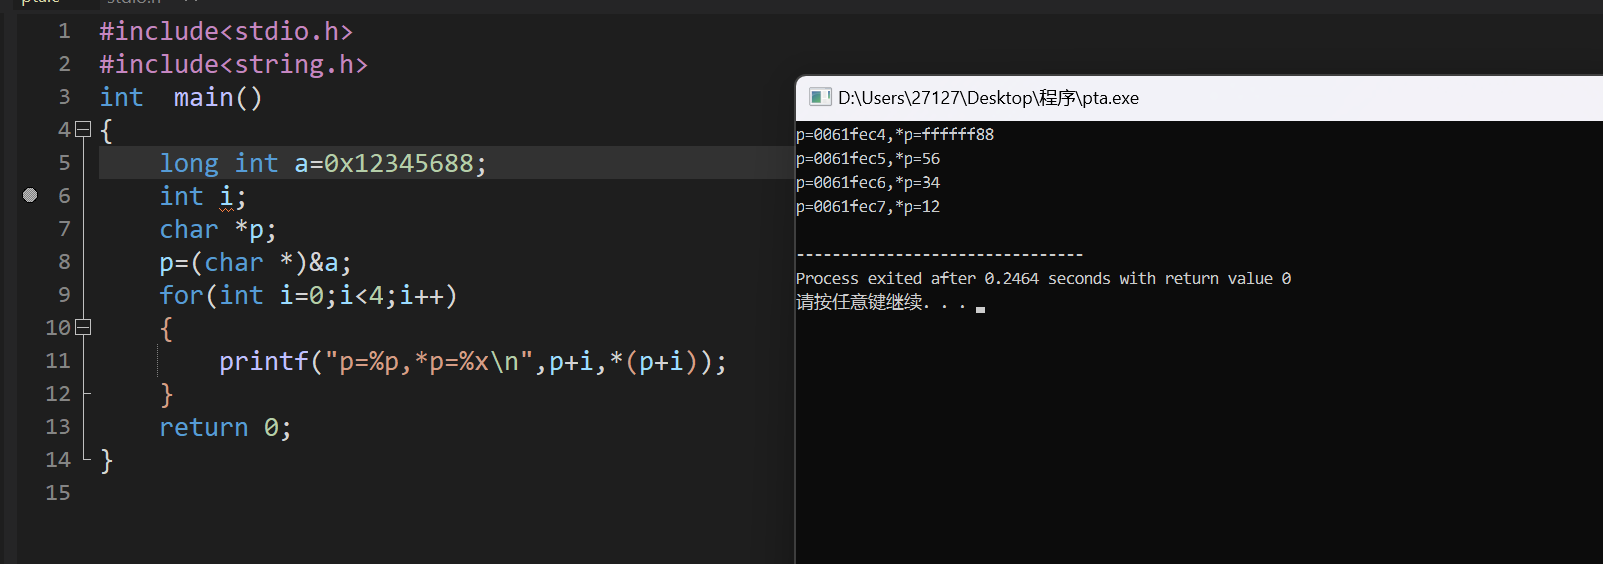 stdio.h
1 #include<stdio.h>
2 #include<string.h>
3 int  main()
4 {
5     long int a=0x12345688;
6     int i;
7     char *p;
8     p=(char *)&a;
9     for(int i=0;i<4;i++)
10     {
11         printf("p=%p,*p=%x\n",p+i,*(p+i));
12     }
13     return 0;
14 }
15
D:\Users\27127\Desktop\程序\pta.exe
p=0061fec4,*p=ffffff88
p=0061fec5,*p=56
p=0061fec6,*p=34
p=0061fec7,*p=12
--------------------------------
Process exited after 0.2464 seconds with return value 0
请按任意键继续. . .